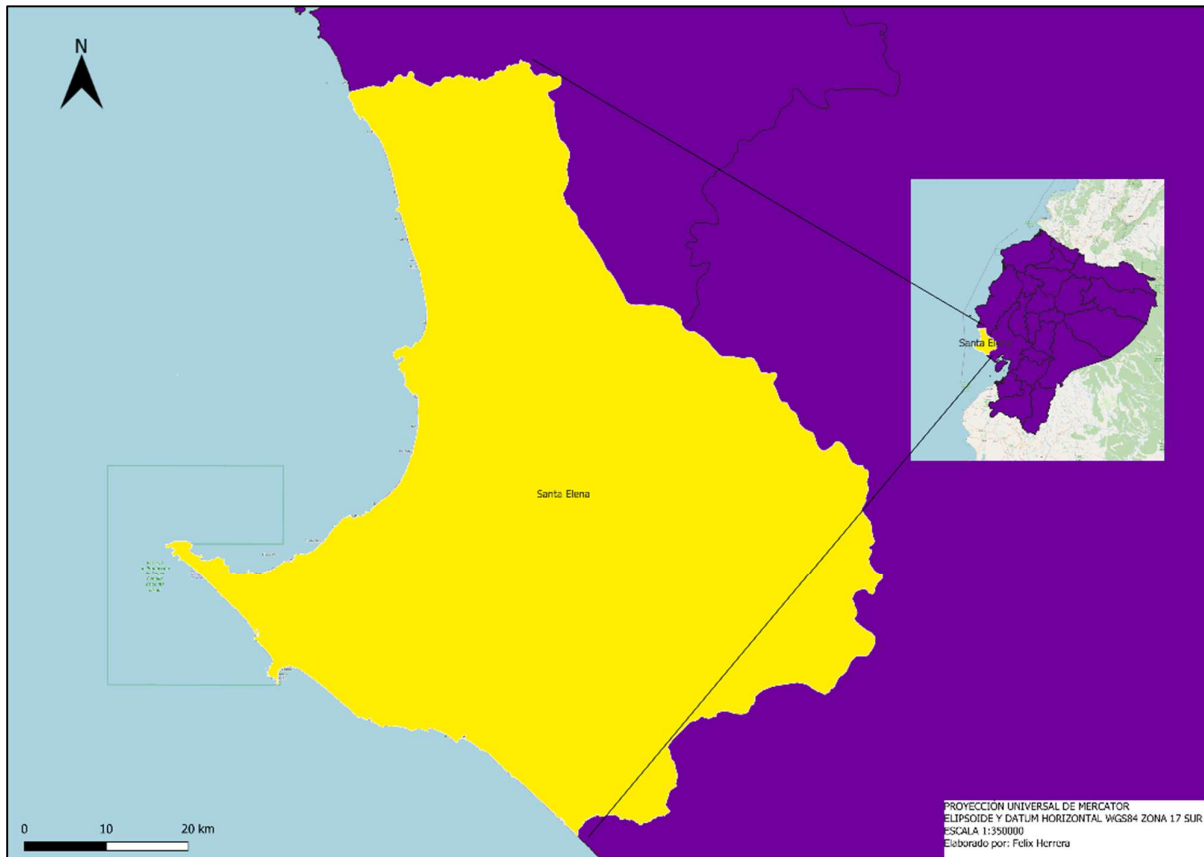 N
Santa Elena
Santa El
0 10 20 km
PROYECCIÓN UNIVERSAL DE MERCATOR
ELIPSOIDE Y DATUM HORIZONTAL WGS84 ZONA 17 SUR
ESCALA 1:350000
Elaborado por: Felix Herrera